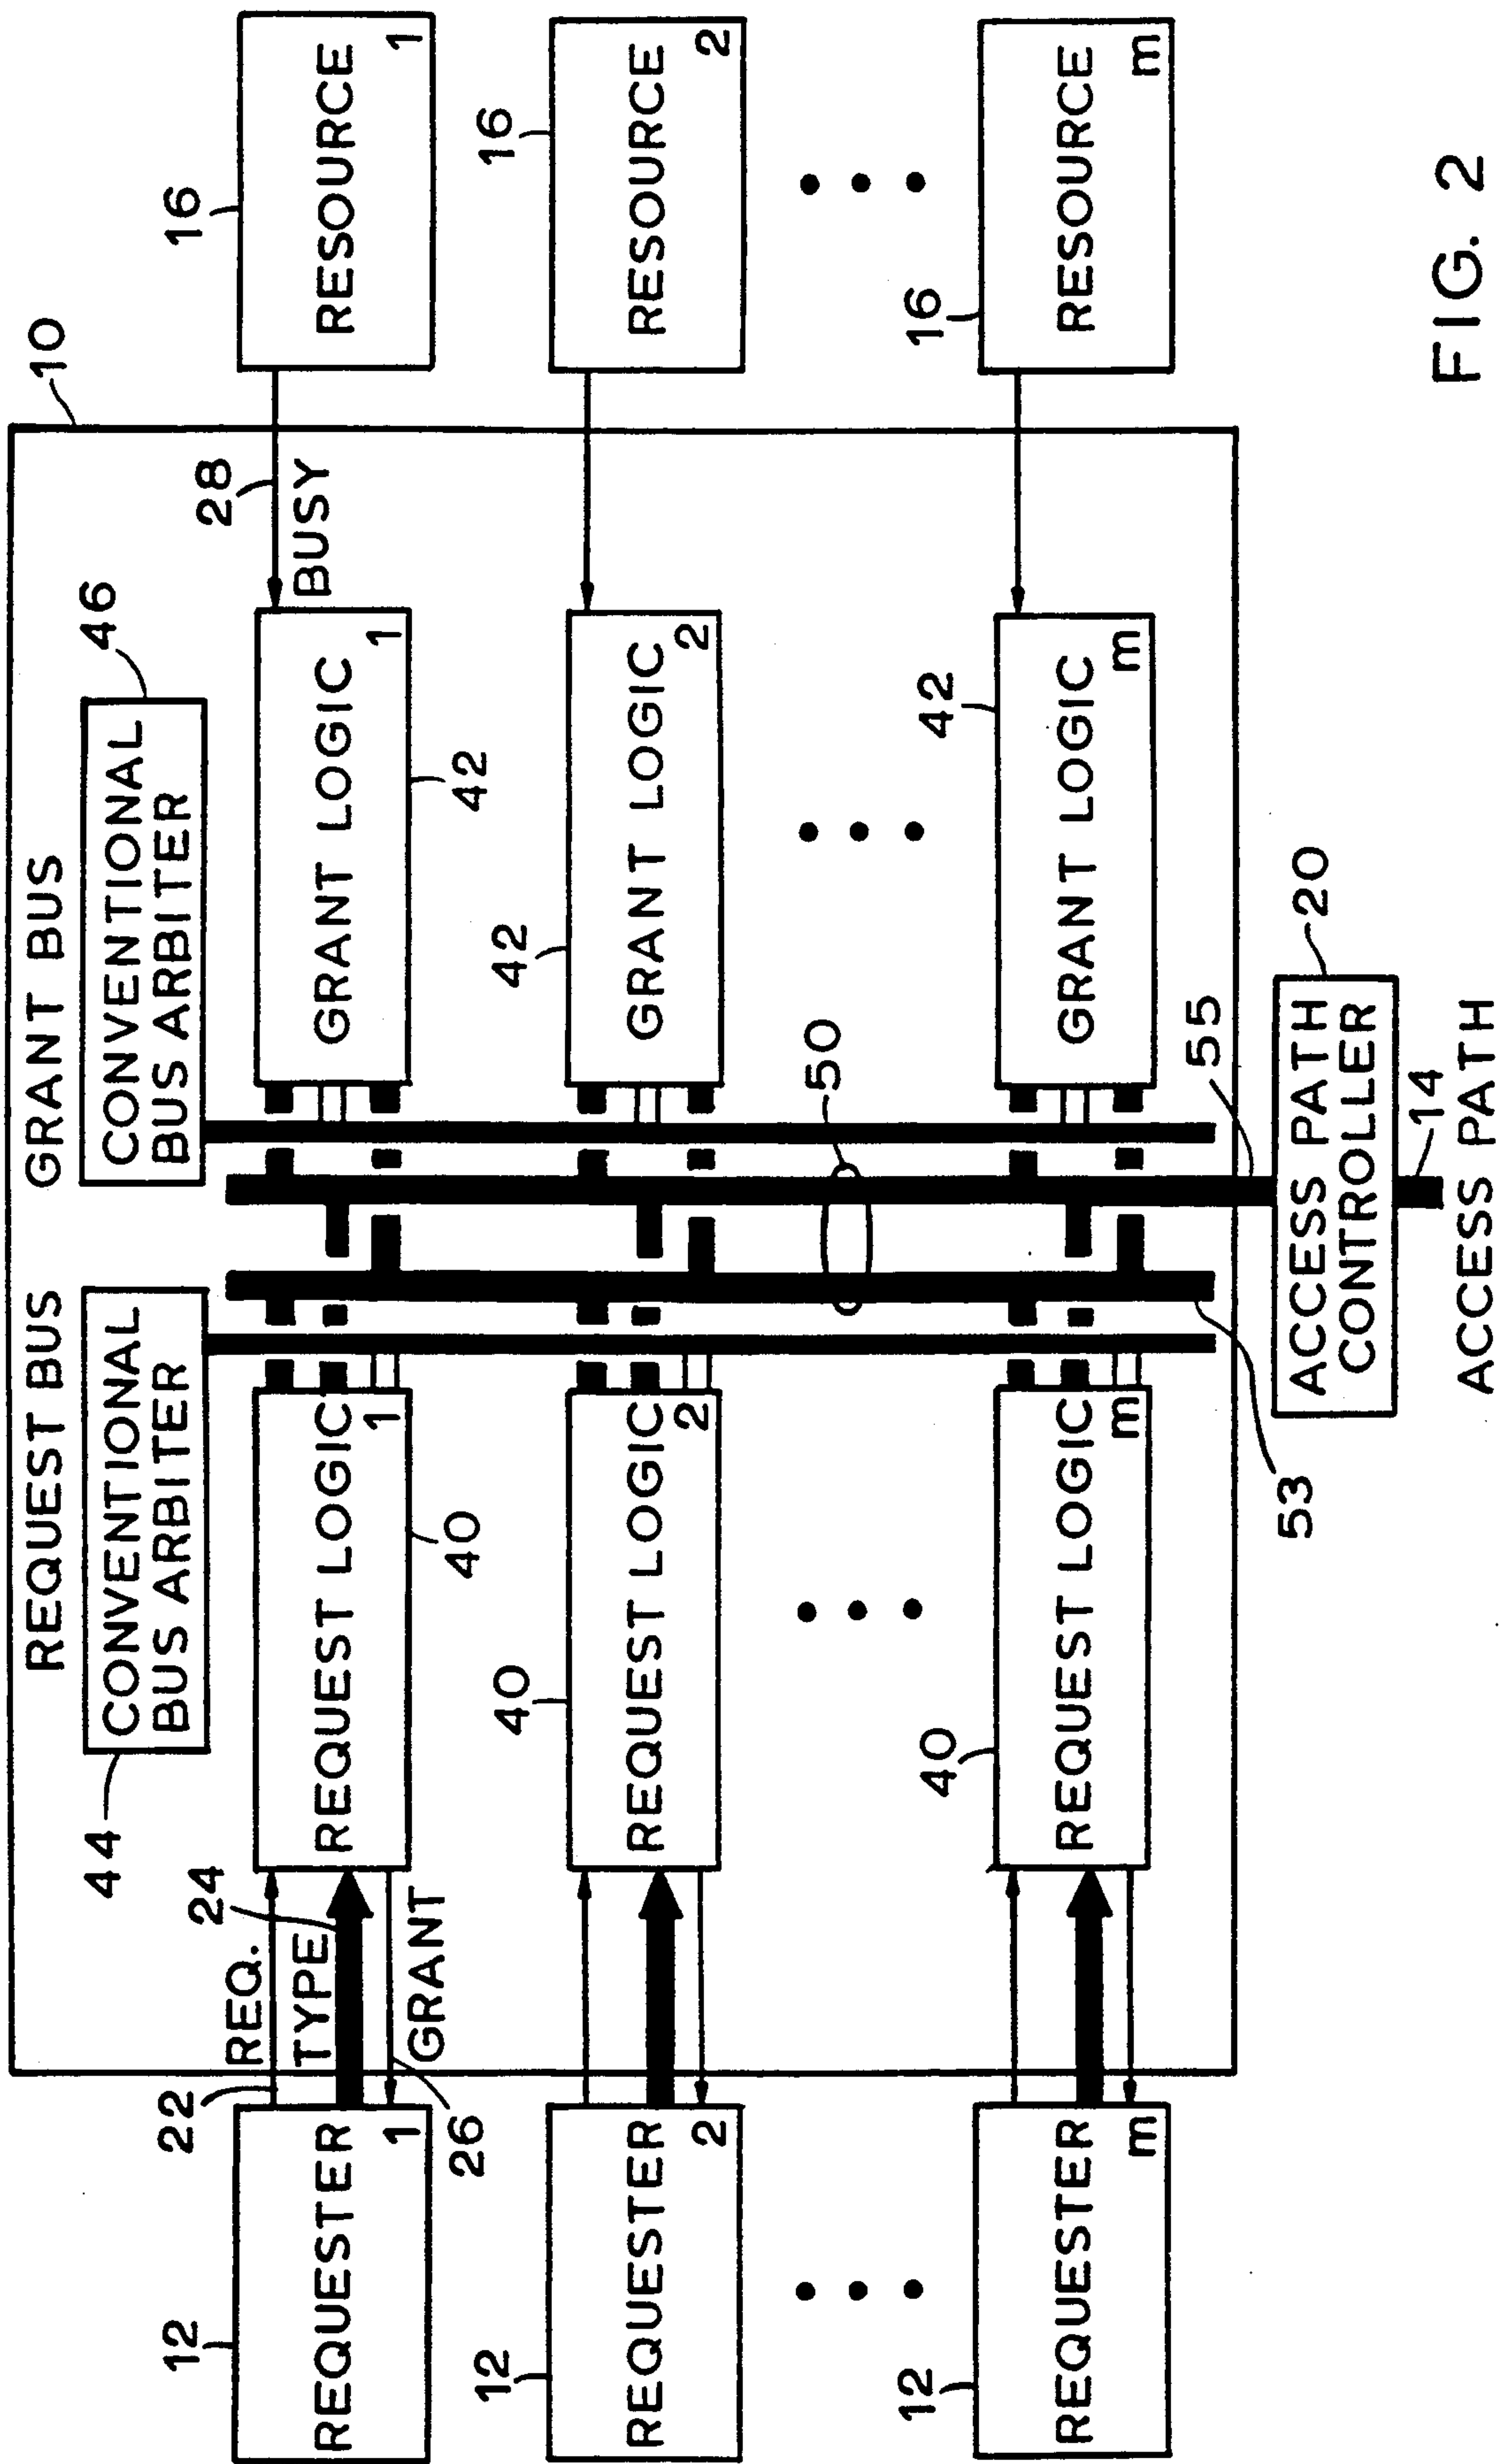 10
REQUEST BUS
GRANT BUS
44
CONVENTIONAL
BUS ARBITER
CONVENTIONAL
BUS ARBITER
46
12
22
REQ.
24
28
16
REQUESTER
1
TYPE
REQUEST LOGIC
1
GRANT LOGIC
1
BUSY
RESOURCE
1
26
GRANT
40
42
12
40
42
16
REQUESTER
2
REQUEST LOGIC
2
GRANT LOGIC
2
RESOURCE
2
50
12
40
42
16
REQUESTER
m
REQUEST LOGIC
m
GRANT LOGIC
m
RESOURCE
m
53
55
ACCESS PATH
CONTROLLER
20
14
ACCESS PATH
FIG. 2